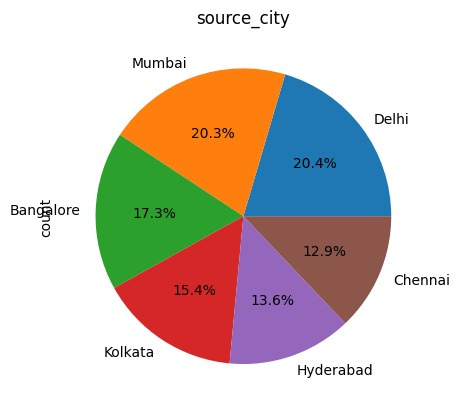 source_city
Mumbai
Delhi
20.3%
20.4%
Bangalore
count
17.3%
12.9%
Chennai
15.4%
13.6%
Kolkata
Hyderabad